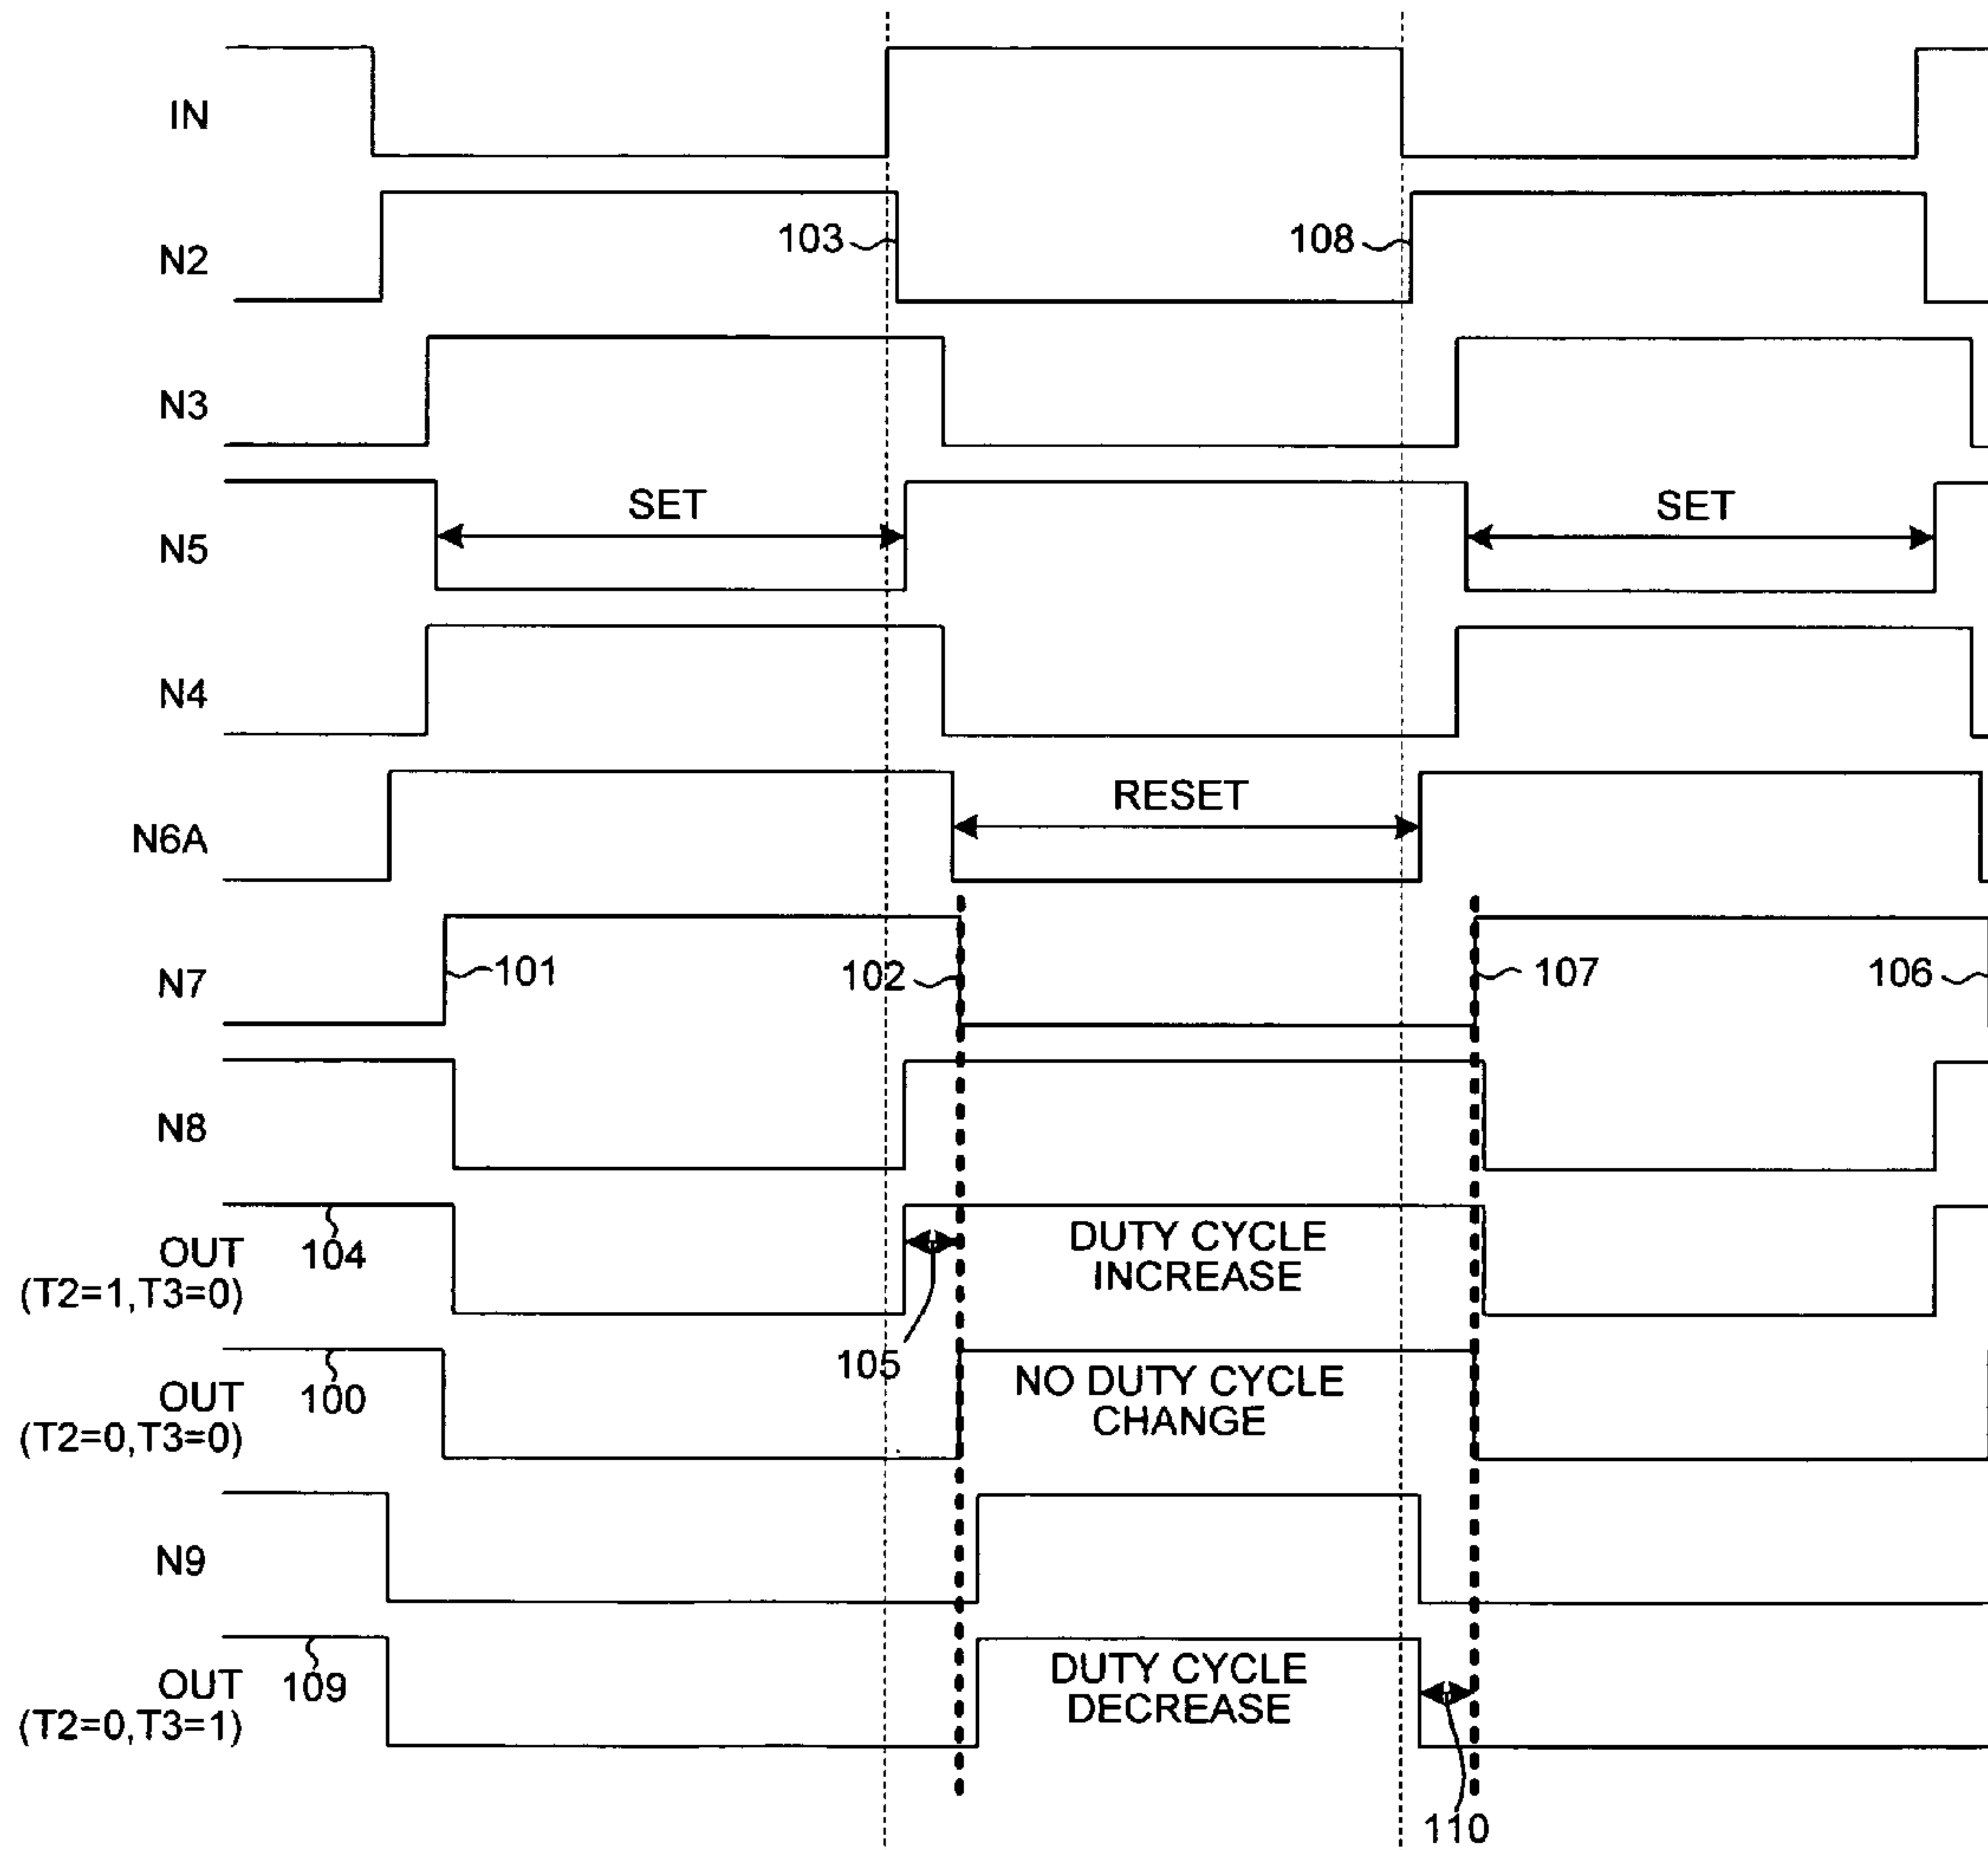 IN
N2
103
108
N3
N5
SET
SET
N4
N6A
RESET
N7
101
102
107
106
N8
OUT
(T2=1,T3=0)
104
105
DUTY CYCLE
INCREASE
OUT
(T2=0,T3=0)
100
NO DUTY CYCLE
CHANGE
N9
OUT
(T2=0,T3=1)
109
DUTY CYCLE
DECREASE
110